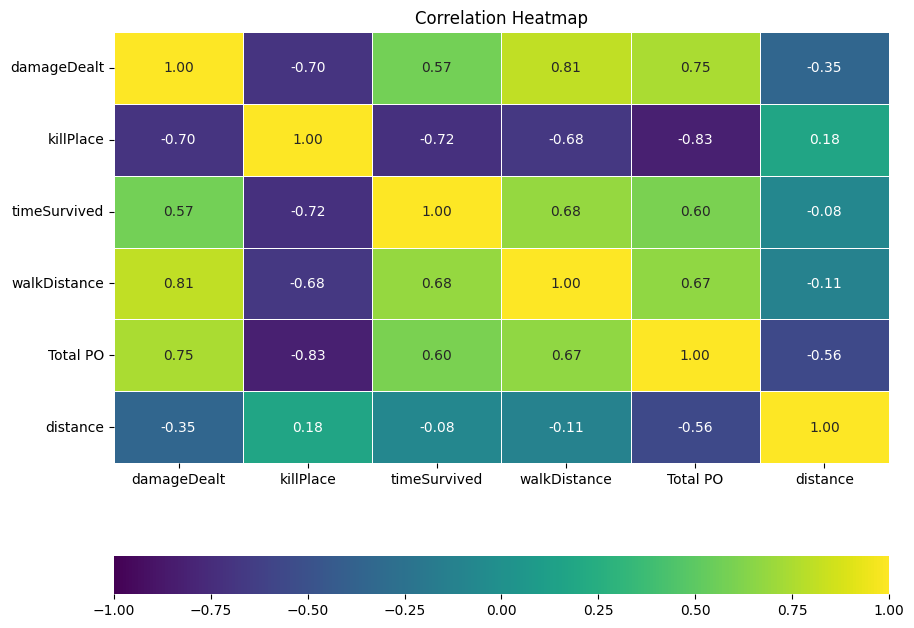 Correlation Heatmap
damageDealt 1.00 -0.70 0.57 0.81 0.75 -0.35
killPlace -0.70 1.00 -0.72 -0.68 -0.83 0.18
timeSurvived 0.57 -0.72 1.00 0.68 0.60 -0.08
walkDistance 0.81 -0.68 0.68 1.00 0.67 -0.11
Total PO 0.75 -0.83 0.60 0.67 1.00 -0.56
distance -0.35 0.18 -0.08 -0.11 -0.56 1.00
damageDealt killPlace timeSurvived walkDistance Total PO distance
−1.00 −0.75 −0.50 −0.25 0.00 0.25 0.50 0.75 1.00